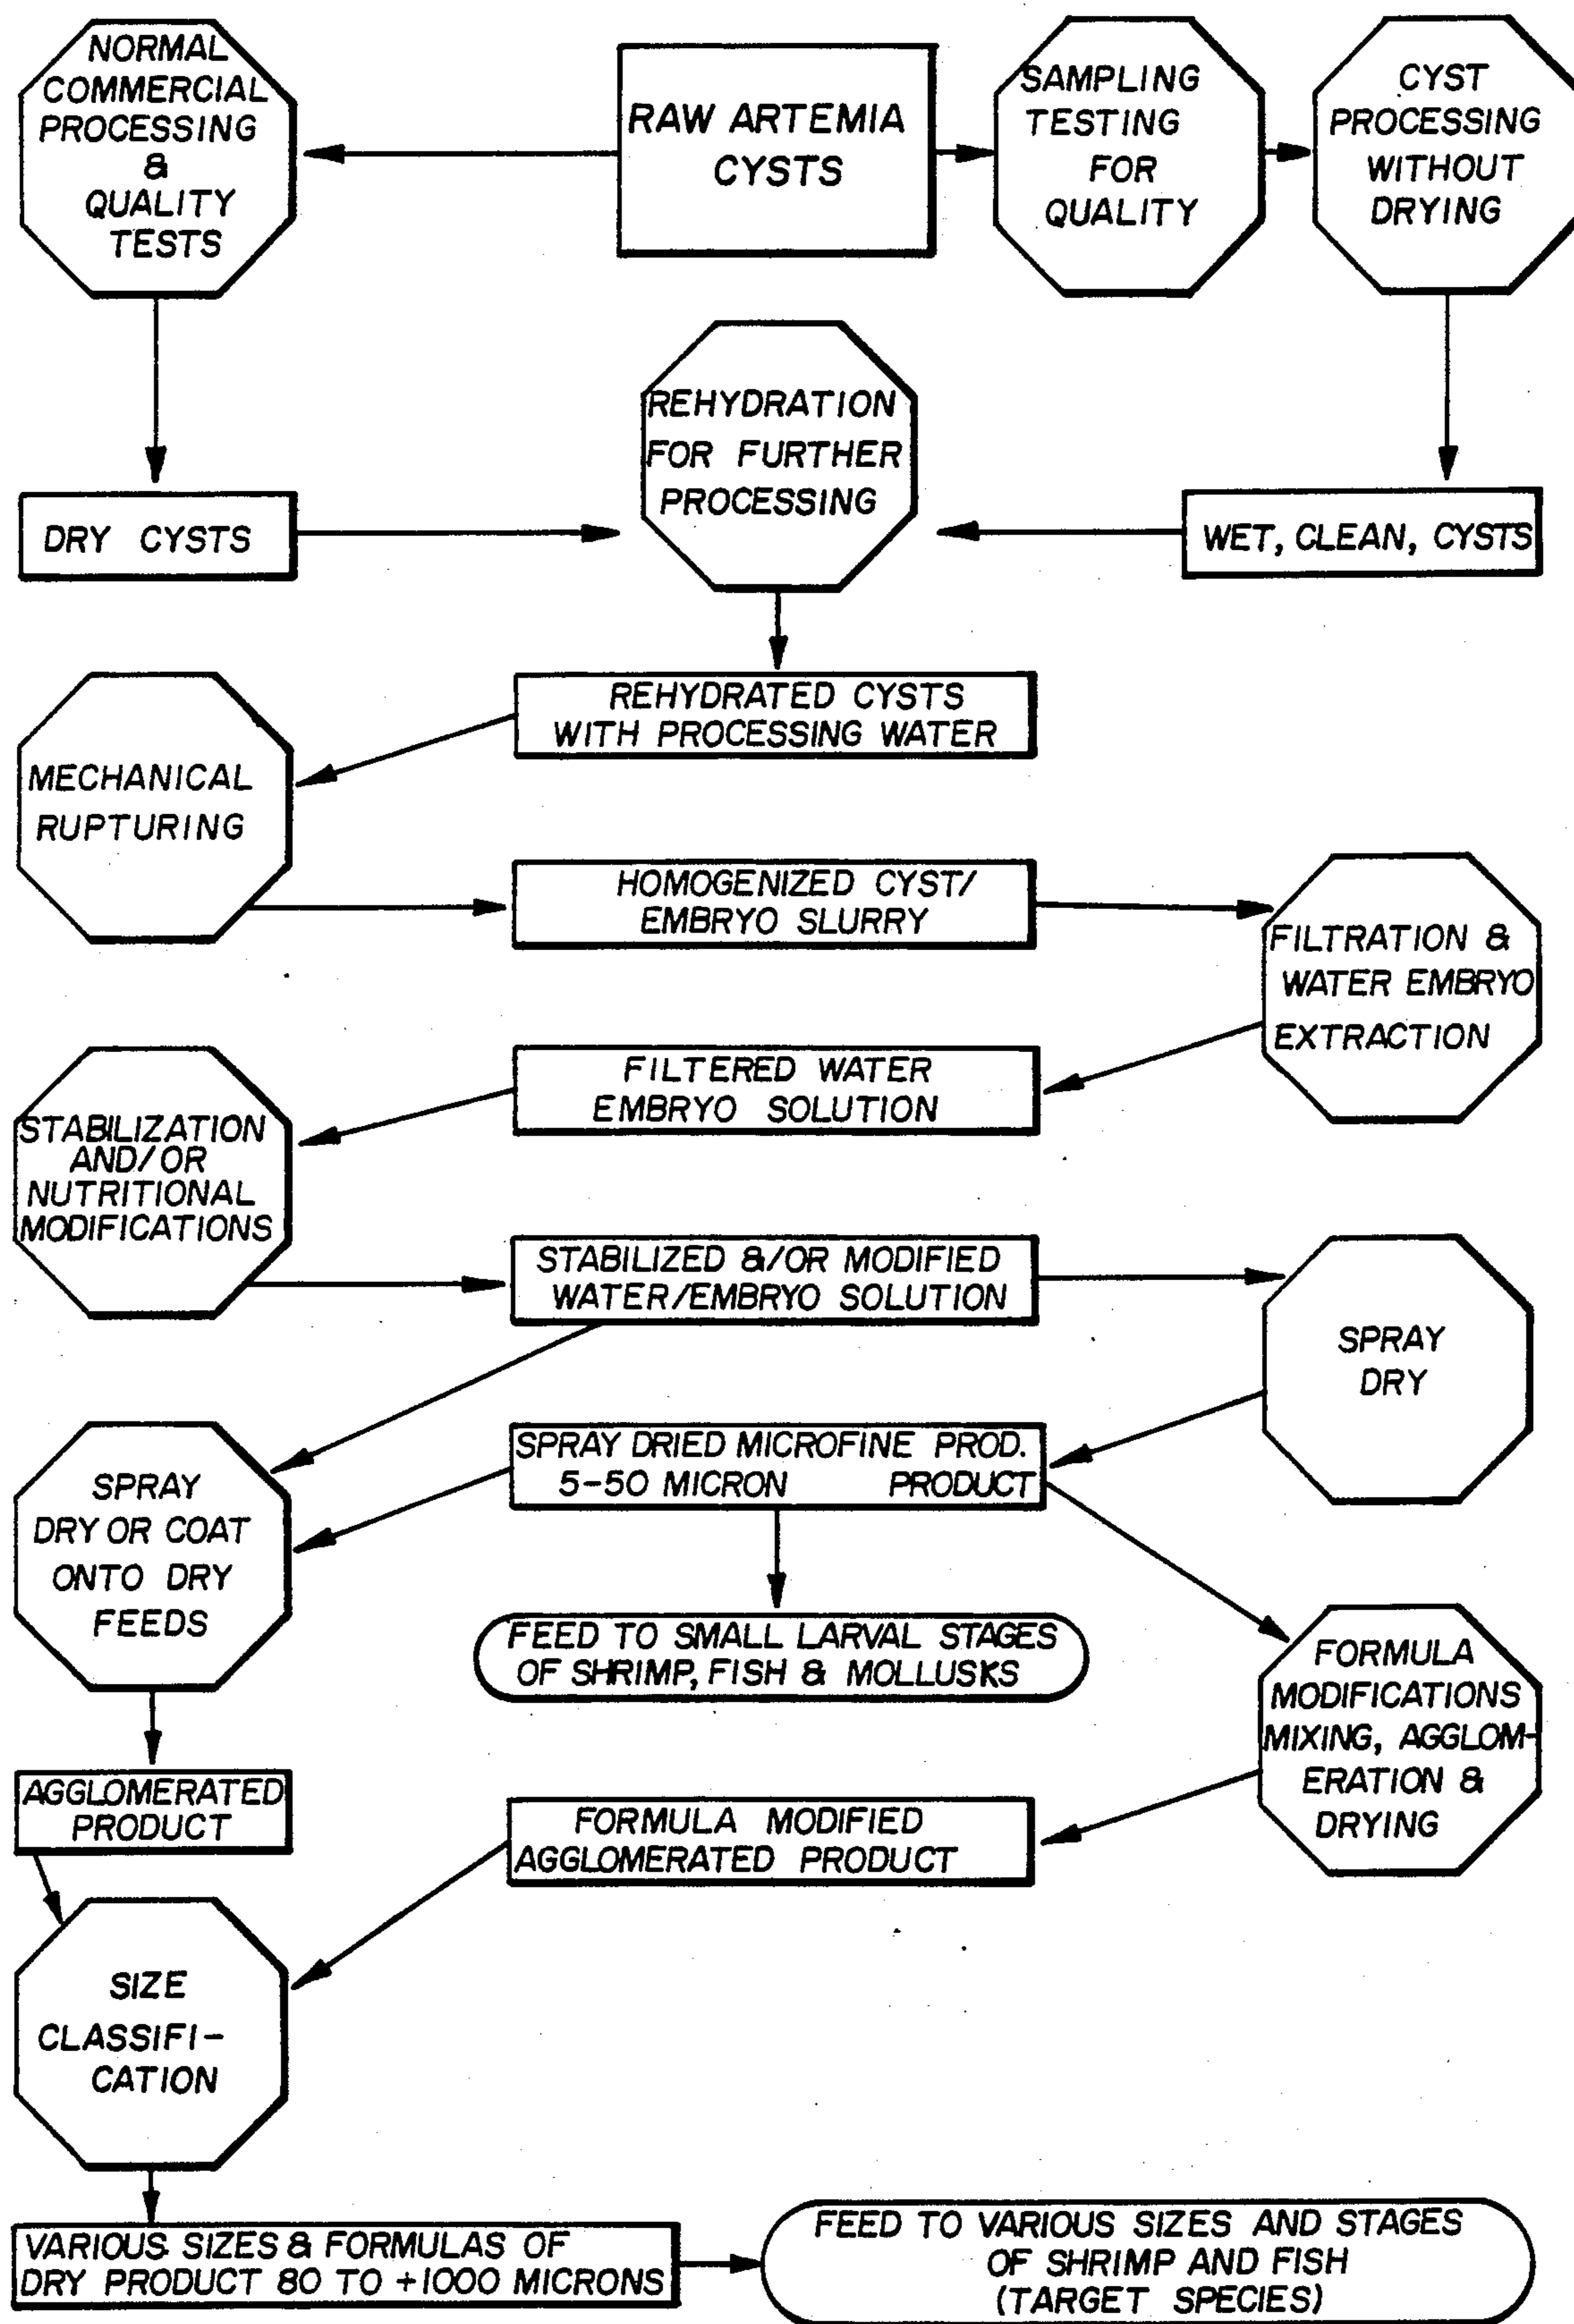 NORMAL
COMMERCIAL
PROCESSING
&
QUALITY
TESTS
RAW ARTEMIA
CYSTS
SAMPLING
TESTING
FOR
QUALITY
CYST
PROCESSING
WITHOUT
DRYING
REHYDRATION
FOR FURTHER
PROCESSING
DRY CYSTS
WET, CLEAN, CYSTS
REHYDRATED CYSTS
WITH PROCESSING WATER
MECHANICAL
RUPTURING
HOMOGENIZED CYST/
EMBRYO SLURRY
FILTRATION &
WATER EMBRYO
EXTRACTION
FILTERED WATER
EMBRYO SOLUTION
STABILIZATION
AND/OR
NUTRITIONAL
MODIFICATIONS
STABILIZED &/OR MODIFIED
WATER/EMBRYO SOLUTION
SPRAY
DRY
SPRAY DRIED MICROFINE PROD.
5-50 MICRON PRODUCT
SPRAY
DRY OR COAT
ONTO DRY
FEEDS
FEED TO SMALL LARVAL STAGES
OF SHRIMP, FISH & MOLLUSKS
FORMULA
MODIFICATIONS
MIXING, AGGLOM-
ERATION &
DRYING
AGGLOMERATED
PRODUCT
FORMULA MODIFIED
AGGLOMERATED PRODUCT
SIZE
CLASSIFI-
CATION
VARIOUS SIZES & FORMULAS OF
DRY PRODUCT 80 TO +1000 MICRONS
FEED TO VARIOUS SIZES AND STAGES
OF SHRIMP AND FISH
(TARGET SPECIES)